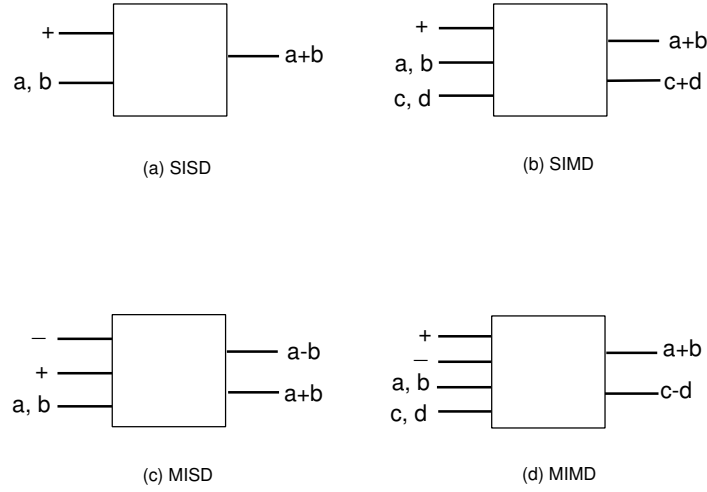 +
a, b
a+b
(a) SISD
+
a, b
c, d
a+b
c+d
(b) SIMD
−
+
a, b
a-b
a+b
(c) MISD
+
−
a, b
c, d
a+b
c-d
(d) MIMD